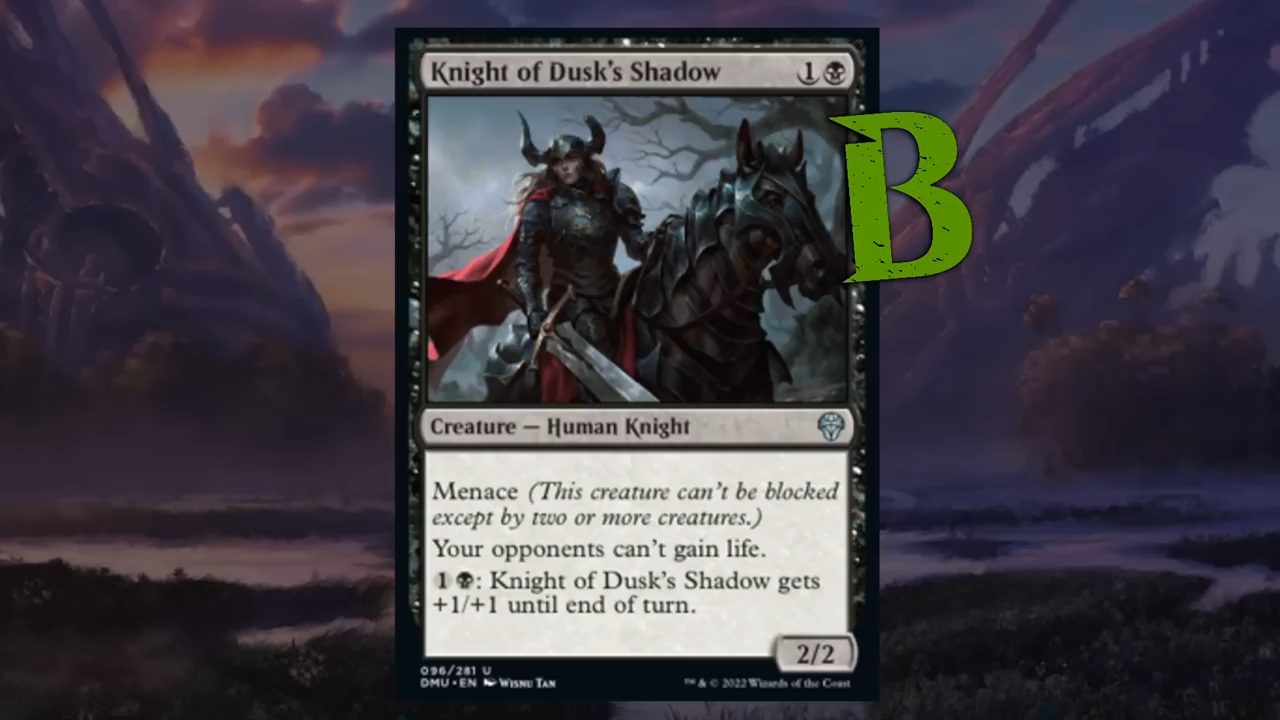 Knight of Dusk's Shadow 1
B
Creature — Human Knight
Menace (This creature can't be blocked
except by two or more creatures.)
Your opponents can't gain life.
1 : Knight of Dusk's Shadow gets
+1/+1 until end of turn.
2/2
096/281 U
DMU • EN Wisnu Tan
™ & © 2022 Wizards of the Coast